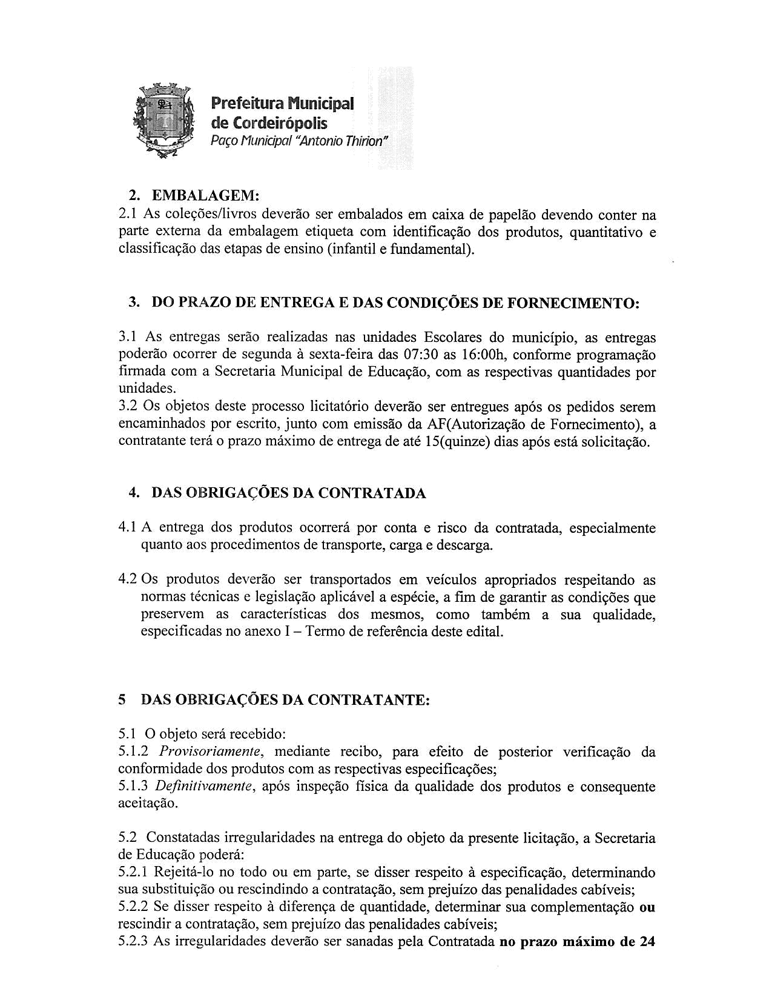 Prefeitura Municipal
de Cordeirópolis
Paço Municipal "Antonio Thirion"
2. EMBALAGEM:
2.1 As coleções/livros deverão ser embalados em caixa de papelão devendo conter na
parte externa da embalagem etiqueta com identificação dos produtos, quantitativo e
classificação das etapas de ensino (infantil e fundamental).
3. DO PRAZO DE ENTREGA E DAS CONDIÇÕES DE FORNECIMENTO:
3.1 As entregas serão realizadas nas unidades Escolares do município, as entregas
poderão ocorrer de segunda à sexta-feira das 07:30 as 16:00h, conforme programação
firmada com a Secretaria Municipal de Educação, com as respectivas quantidades por
unidades.
3.2 Os objetos deste processo licitatório deverão ser entregues após os pedidos serem
encaminhados por escrito, junto com emissão da AF(Autorização de Fornecimento), a
contratante terá o prazo máximo de entrega de até 15(quinze) dias após está solicitação.
4. DAS OBRIGAÇÕES DA CONTRATADA
4.1 A entrega dos produtos ocorrerá por conta e risco da contratada, especialmente
quanto aos procedimentos de transporte, carga e descarga.
4.2 Os produtos deverão ser transportados em veículos apropriados respeitando as
normas técnicas e legislação aplicável a espécie, a fim de garantir as condições que
preservem as características dos mesmos, como também a sua qualidade,
especificadas no anexo I – Termo de referência deste edital.
5 DAS OBRIGAÇÕES DA CONTRATANTE:
5.1 O objeto será recebido:
5.1.2 Provisoriamente, mediante recibo, para efeito de posterior verificação da
conformidade dos produtos com as respectivas especificações;
5.1.3 Definitivamente, após inspeção física da qualidade dos produtos e consequente
aceitação.
5.2 Constatadas irregularidades na entrega do objeto da presente licitação, a Secretaria
de Educação poderá:
5.2.1 Rejeitá-lo no todo ou em parte, se disser respeito à especificação, determinando
sua substituição ou rescindindo a contratação, sem prejuízo das penalidades cabíveis;
5.2.2 Se disser respeito à diferença de quantidade, determinar sua complementação ou
rescindir a contratação, sem prejuízo das penalidades cabíveis;
5.2.3 As irregularidades deverão ser sanadas pela Contratada no prazo máximo de 24